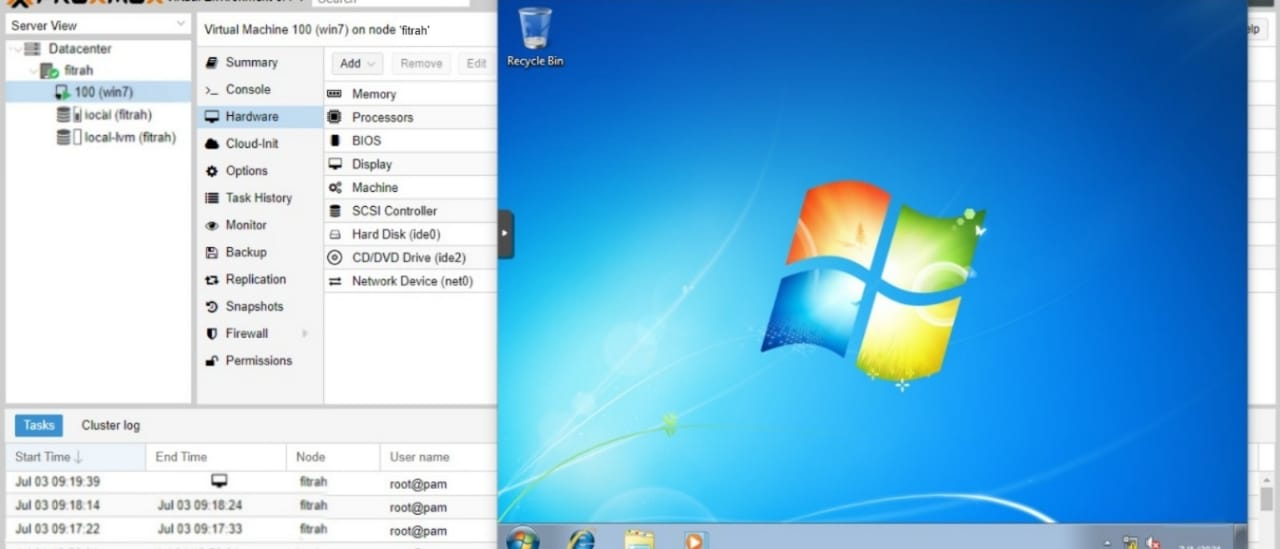 PROXMOX Virtual Environment
Search
Server View
Datacenter
fitrah
100 (win7)
local (fitrah)
local-lvm (fitrah)
Virtual Machine 100 (win7) on node 'fitrah'
Summary
Console
Hardware
Cloud-Init
Options
Task History
Monitor
Backup
Replication
Snapshots
Firewall
Permissions
Add
Remove
Edit
Memory
Processors
BIOS
Display
Machine
SCSI Controller
Hard Disk (ide0)
CD/DVD Drive (ide2)
Network Device (net0)
Recycle Bin
Tasks
Cluster log
Start Time End Time Node User name
Jul 03 09:19:39 fitrah root@pam
Jul 03 09:18:14 Jul 03 09:18:24 fitrah root@pam
Jul 03 09:17:22 Jul 03 09:17:33 fitrah root@pam